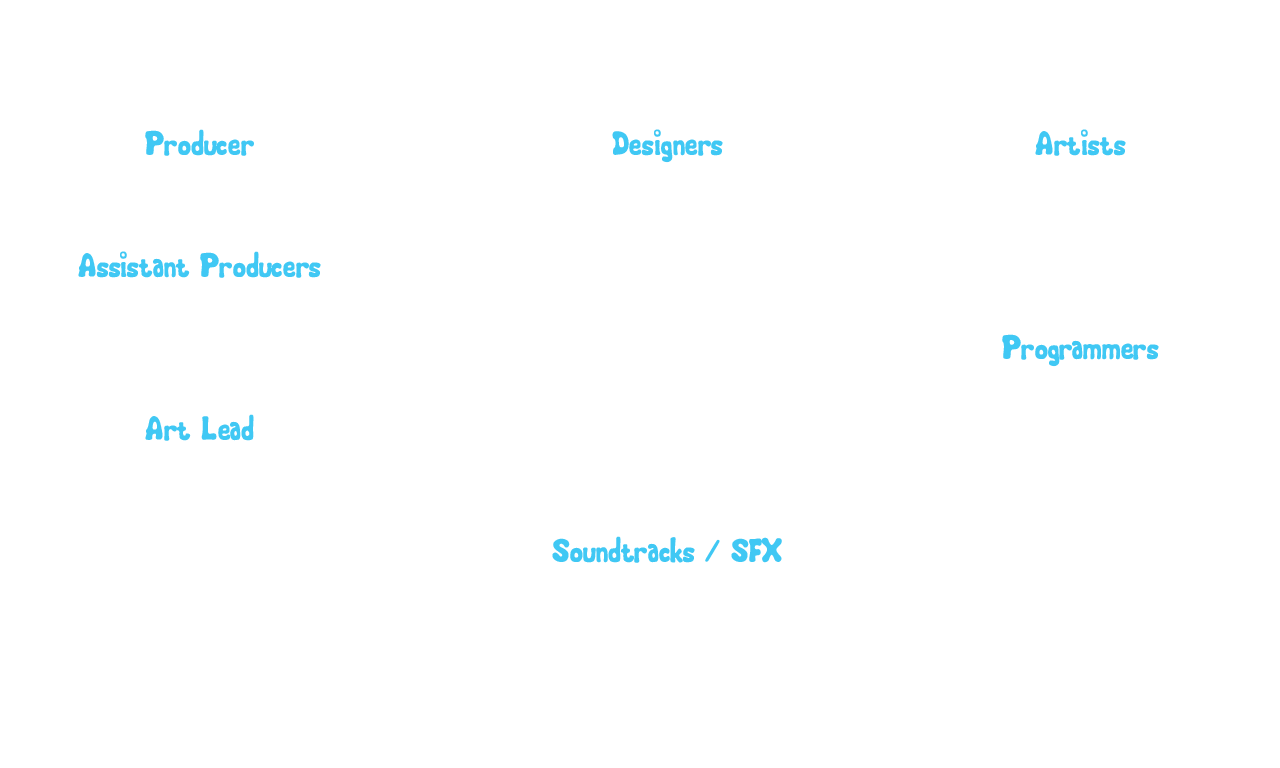 Producer
Assistant Producers
Art Lead
Designers
Soundtracks / SFX
Artists
Programmers